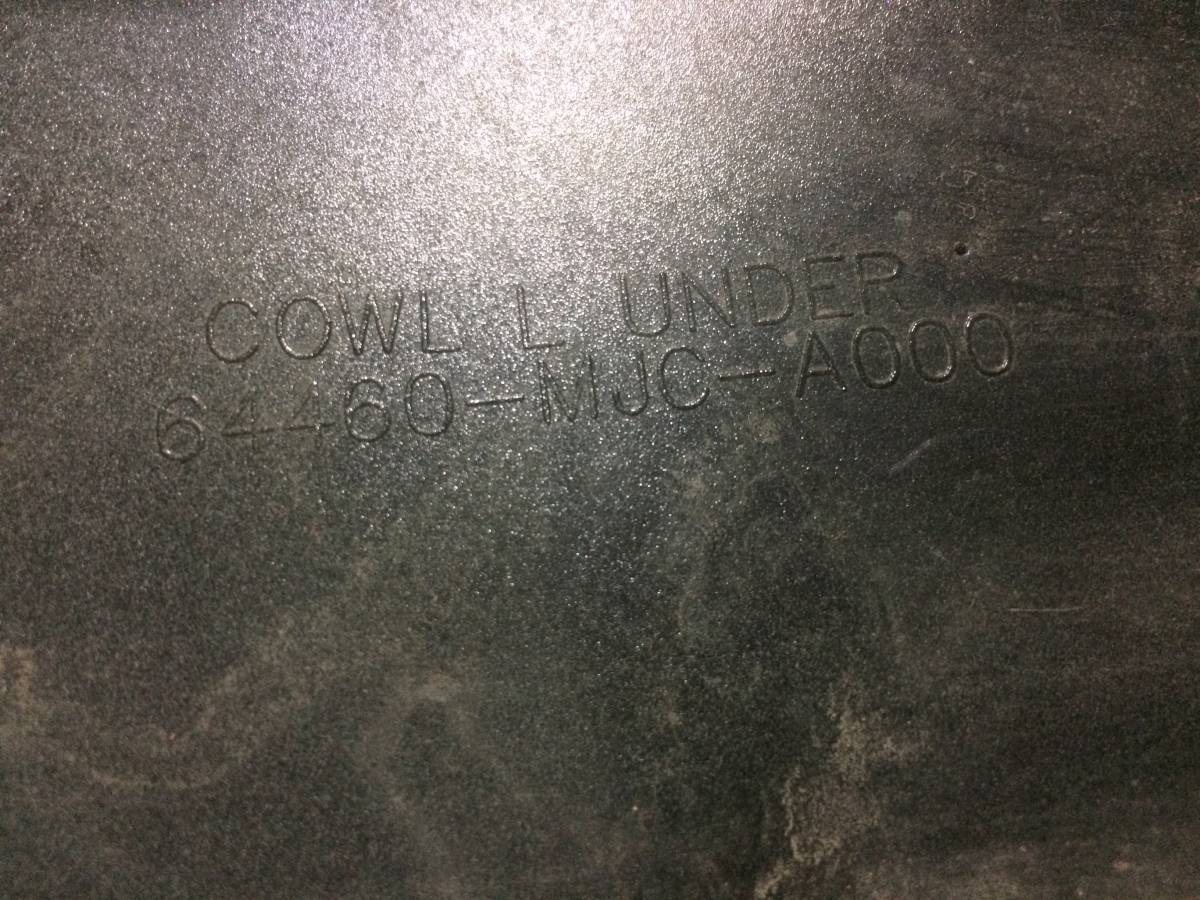 COWL L UNDER
64460-MJC-A000